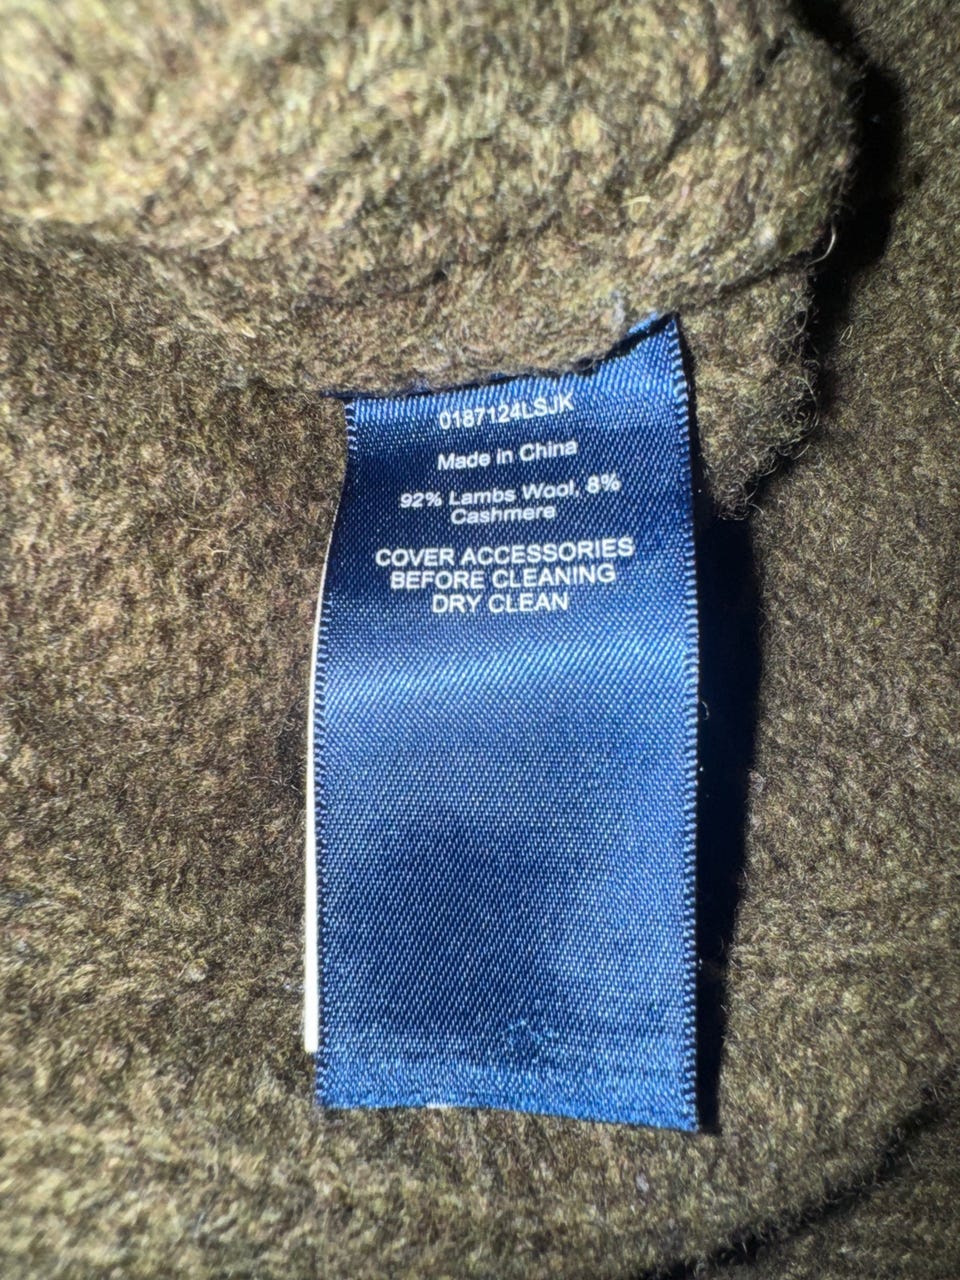 0187124LSJK
Made in China
92% Lambs Wool, 8%
Cashmere
COVER ACCESSORIES
BEFORE CLEANING
DRY CLEAN